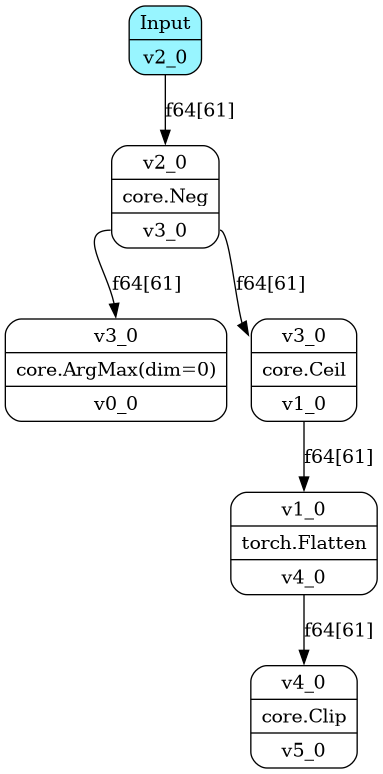 Input
v2_0
f64[61]
v2_0
core.Neg
v3_0
f64[61]
f64[61]
v3_0
core.ArgMax(dim=0)
v0_0
v3_0
core.Ceil
v1_0
f64[61]
v1_0
torch.Flatten
v4_0
f64[61]
v4_0
core.Clip
v5_0